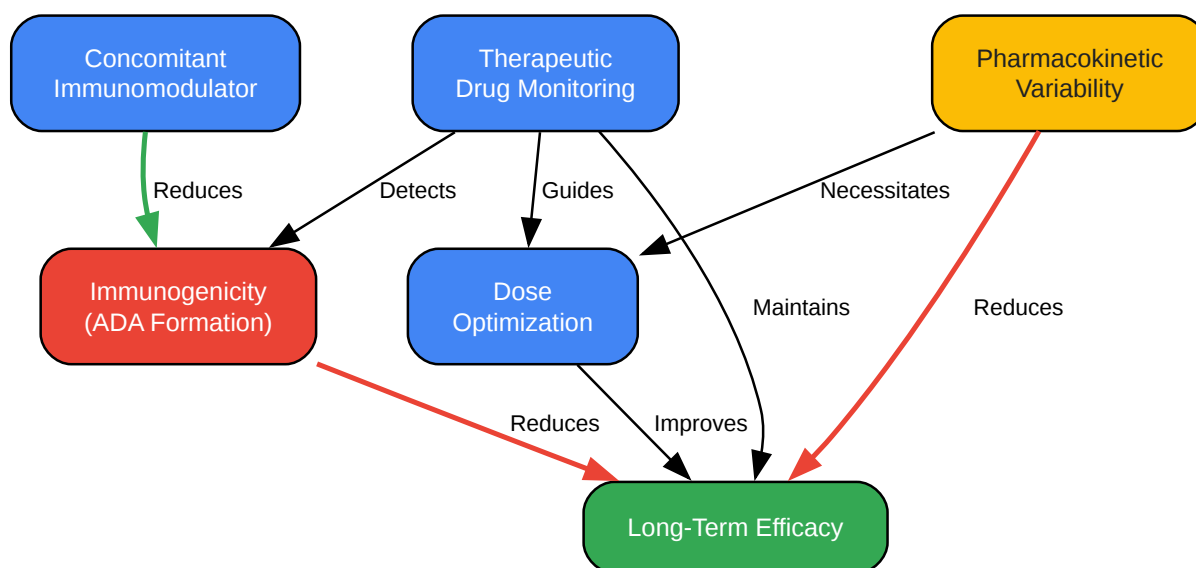 Concomitant
Immunomodulator
Therapeutic
Drug Monitoring
Pharmacokinetic
Variability
Reduces
Detects
Guides
Necessitates
Immunogenicity
(ADA Formation)
Dose
Optimization
Maintains
Reduces
Reduces
Improves
Long-Term Efficacy